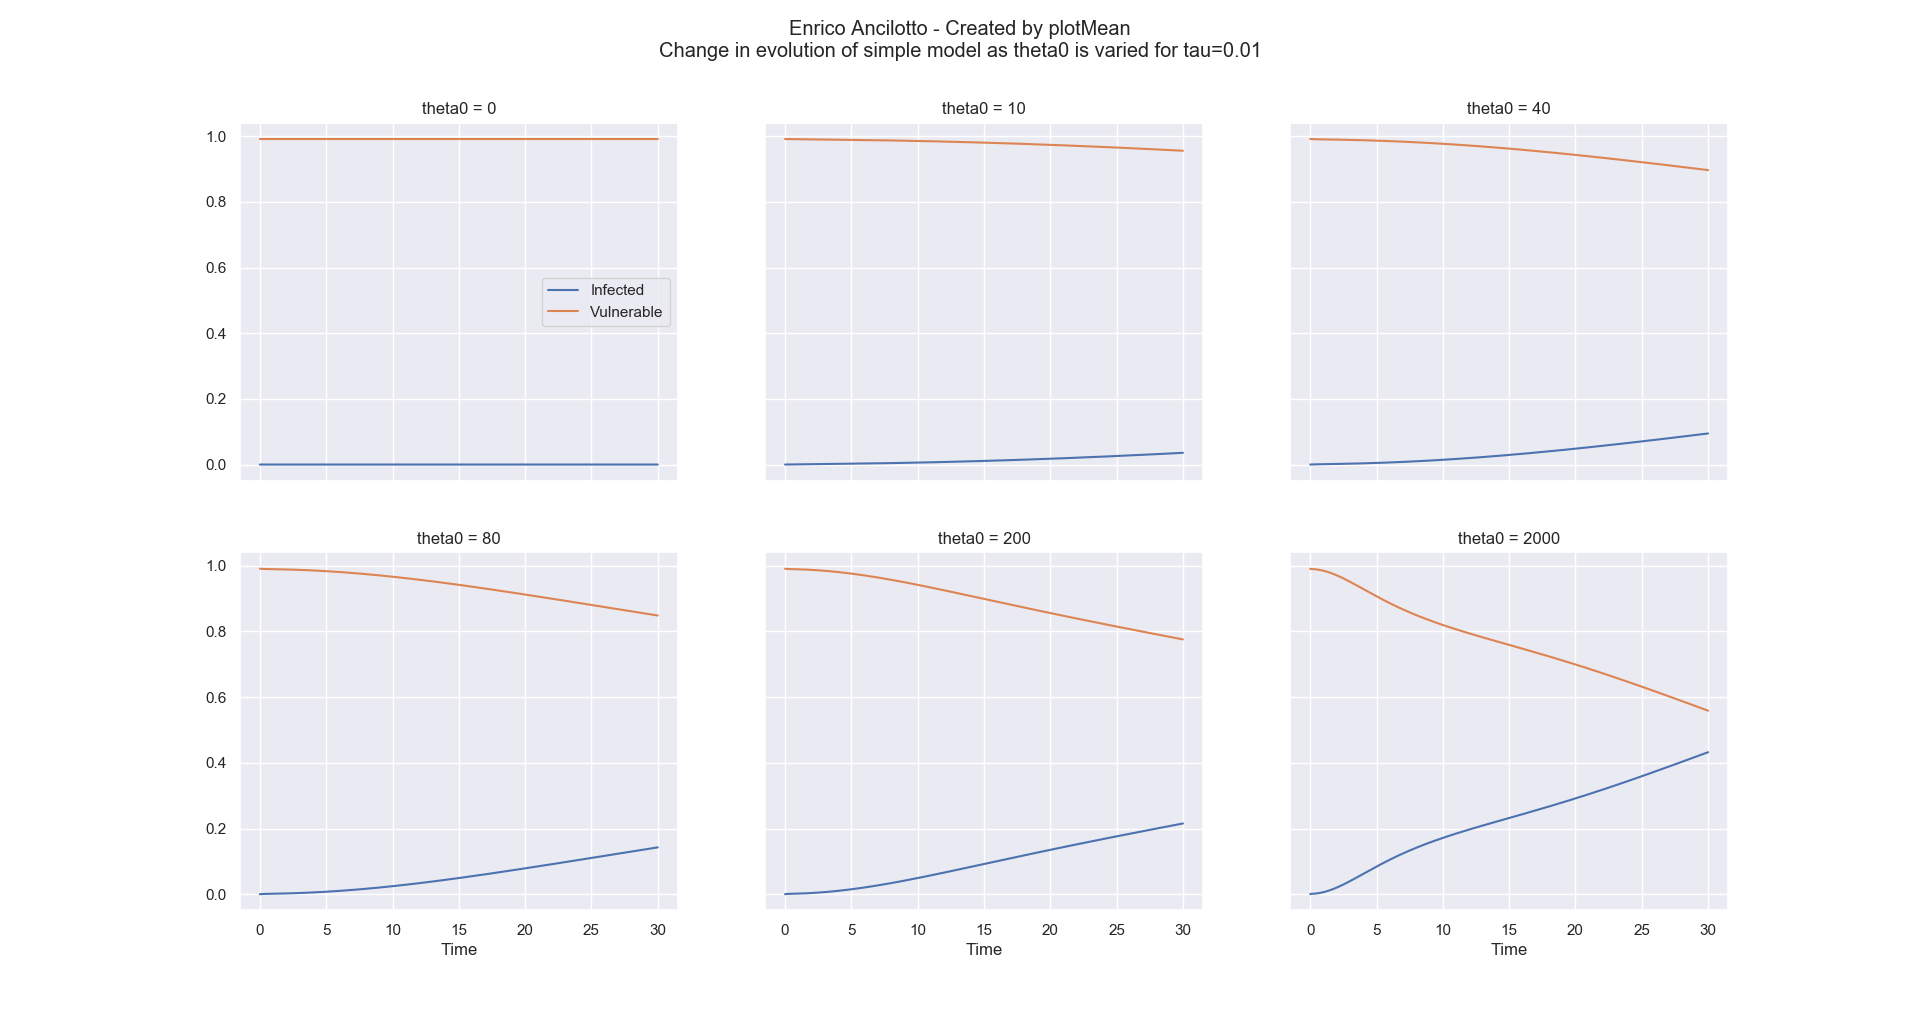 Enrico Ancilotto - Created by plotMean
Change in evolution of simple model as theta0 is varied for tau=0.01
theta0 = 0
theta0 = 10
theta0 = 40
1.0
0.8
0.6
0.4
0.2
0.0
Infected
Vulnerable
theta0 = 80
theta0 = 200
theta0 = 2000
1.0
0.8
0.6
0.4
0.2
0.0
0 5 10 15 20 25 30
Time
0 5 10 15 20 25 30
Time
0 5 10 15 20 25 30
Time